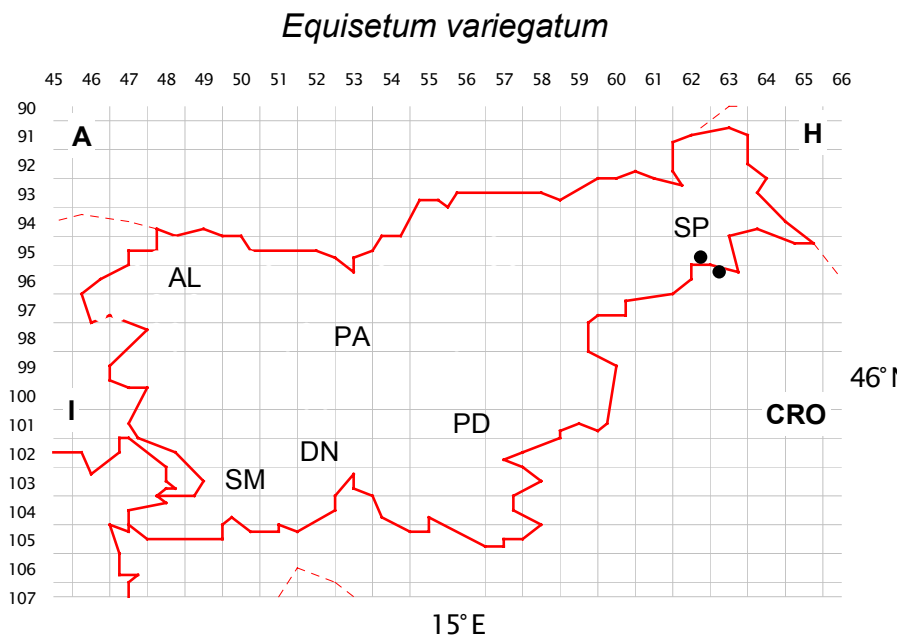 Equisetum variegatum
45 46 47 48 49 50 51 52 53 54 55 56 57 58 59 60 61 62 63 64 65 66
90
91 A H
92
93
94 SP
95
96 AL
97
98 PA
99
100 46° N
101 I PD CRO
102 DN
103 SM
104
105
106
107
15° E